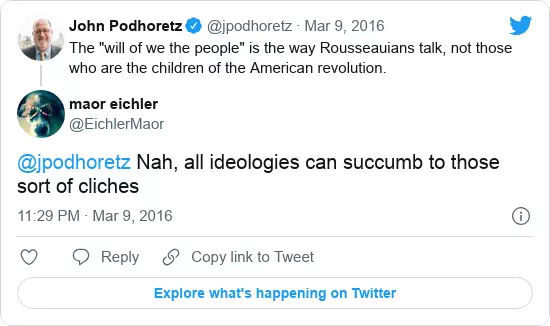 John Podhoretz @jpodhoretz · Mar 9, 2016
The "will of we the people" is the way Rousseauians talk, not those
who are the children of the American revolution.
maor eichler
@EichlerMaor
@jpodhoretz Nah, all ideologies can succumb to those
sort of cliches
11:29 PM · Mar 9, 2016
Reply Copy link to Tweet
Explore what's happening on Twitter